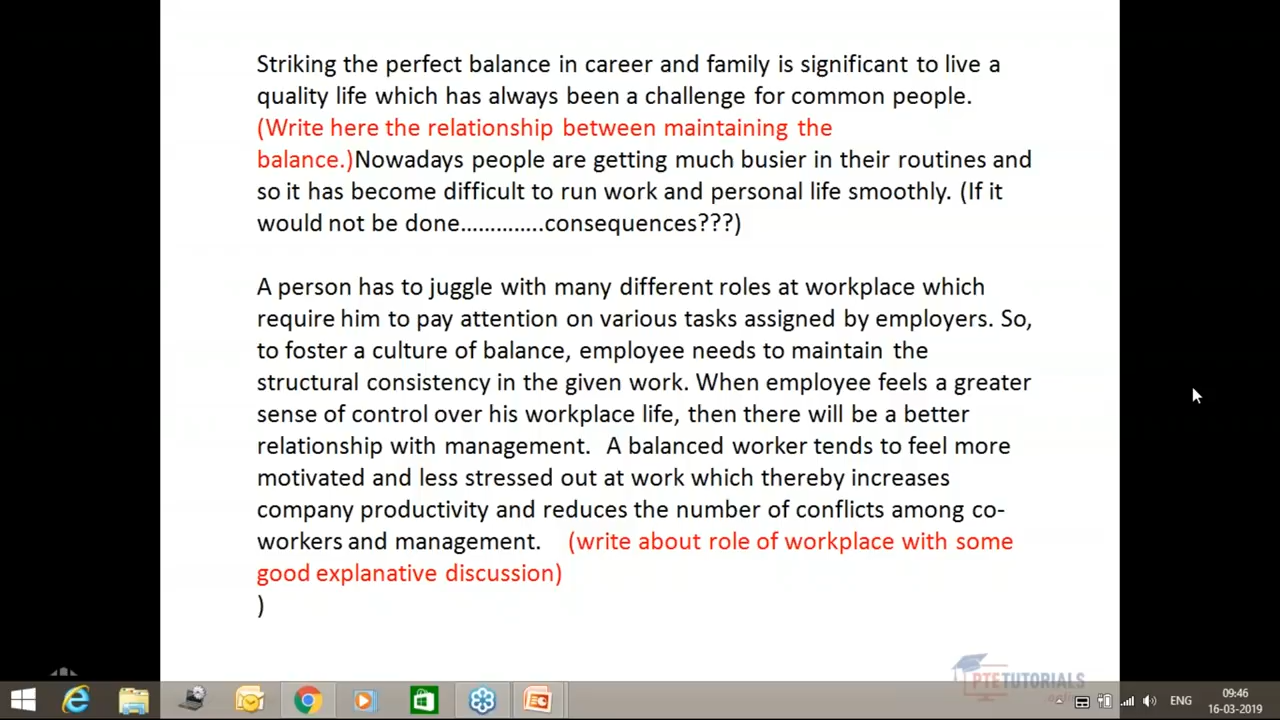 Striking the perfect balance in career and family is significant to live a
quality life which has always been a challenge for common people.
(Write here the relationship between maintaining the
balance.)Nowadays people are getting much busier in their routines and
so it has become difficult to run work and personal life smoothly. (If it
would not be done…………..consequences???)
A person has to juggle with many different roles at workplace which
require him to pay attention on various tasks assigned by employers. So,
to foster a culture of balance, employee needs to maintain the
structural consistency in the given work. When employee feels a greater
sense of control over his workplace life, then there will be a better
relationship with management.  A balanced worker tends to feel more
motivated and less stressed out at work which thereby increases
company productivity and reduces the number of conflicts among co-
workers and management.   (write about role of workplace with some
good explanative discussion)
)
PTETUTORIALS
ENG
09:46
16-03-2019